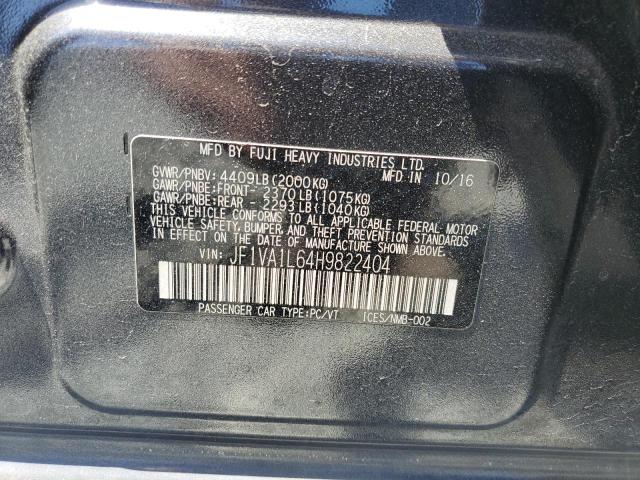 MFD BY FUJI HEAVY INDUSTRIES LTD.
GVWR/PNBV: 4409LB(2000KG) MFD IN 10/16
GAWR/PNBE:FRONT- 2370LB(1075KG)
GAWR/PNBE:REAR - 2293LB(1040KG)
THIS VEHICLE CONFORMS TO ALL APPLICABLE FEDERAL MOTOR
VEHICLE SAFETY, BUMPER, AND THEFT PREVENTION STANDARDS
IN EFFECT ON THE DATE OF MANUFACTURE SHOWN ABOVE.
VIN: JF1VA1L64H9822404
PASSENGER CAR TYPE:PC/VT ICES/NMB-002